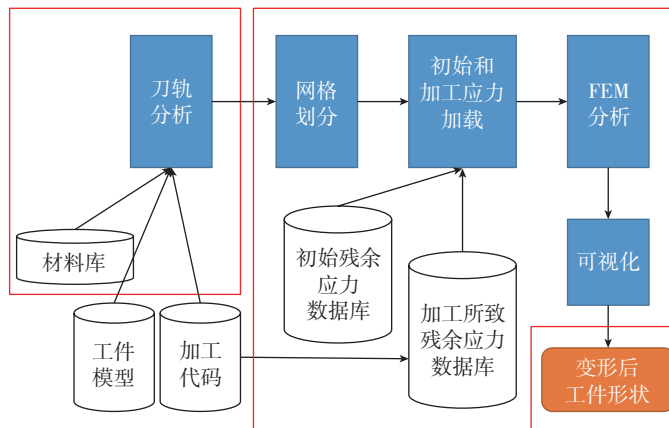 刀轨
分析
网格
划分
初始和
加工应力
加载
FEM
分析
材料库
初始残余
应力
数据库
可视化
工件
模型
加工
代码
加工所致
残余应力
数据库
变形后
工件形状